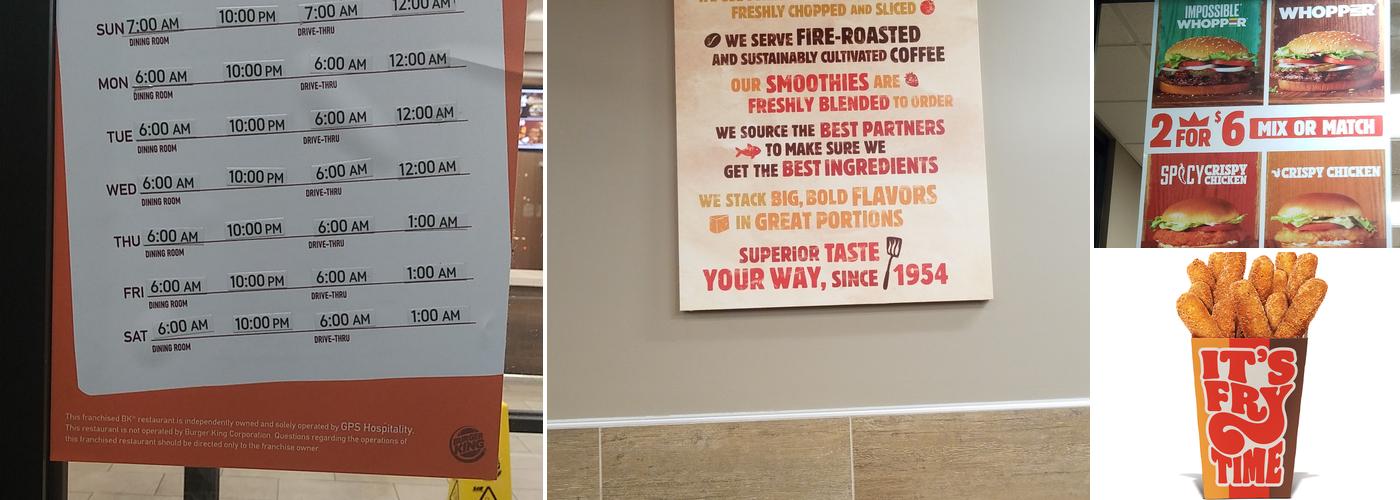 SUN 7:00 AM 10:00 PM 7:00 AM 12:00 AM
DINING ROOM DRIVE-THRU
MON 6:00 AM 10:00 PM 6:00 AM 12:00 AM
DINING ROOM DRIVE-THRU
TUE 6:00 AM 10:00 PM 6:00 AM 12:00 AM
DINING ROOM DRIVE-THRU
WED 6:00 AM 10:00 PM 6:00 AM 12:00 AM
DINING ROOM DRIVE-THRU
THU 6:00 AM 10:00 PM 6:00 AM 1:00 AM
DINING ROOM DRIVE-THRU
FRI 6:00 AM 10:00 PM 6:00 AM 1:00 AM
DINING ROOM DRIVE-THRU
SAT 6:00 AM 10:00 PM 6:00 AM 1:00 AM
DINING ROOM DRIVE-THRU
This franchised BK® restaurant is independently owned and solely operated by GPS Hospitality.
This restaurant is not operated by Burger King Corporation. Questions regarding the operations of
this franchised restaurant should be directed only to the franchise owner.
BURGER
KING
FRESHLY CHOPPED AND SLICED
WE SERVE FIRE-ROASTED
AND SUSTAINABLY CULTIVATED COFFEE
OUR SMOOTHIES ARE
FRESHLY BLENDED TO ORDER
WE SOURCE THE BEST PARTNERS
TO MAKE SURE WE
GET THE BEST INGREDIENTS
WE STACK BIG, BOLD FLAVORS
IN GREAT PORTIONS
SUPERIOR TASTE
YOUR WAY, SINCE 1954
IMPOSSIBLE™
WHOPPER®
WHOPPER®
2 FOR $6 MIX OR MATCH
SPICY CRISPY
CHICKEN
CRISPY CHICKEN
IT'S
FRY
TIME